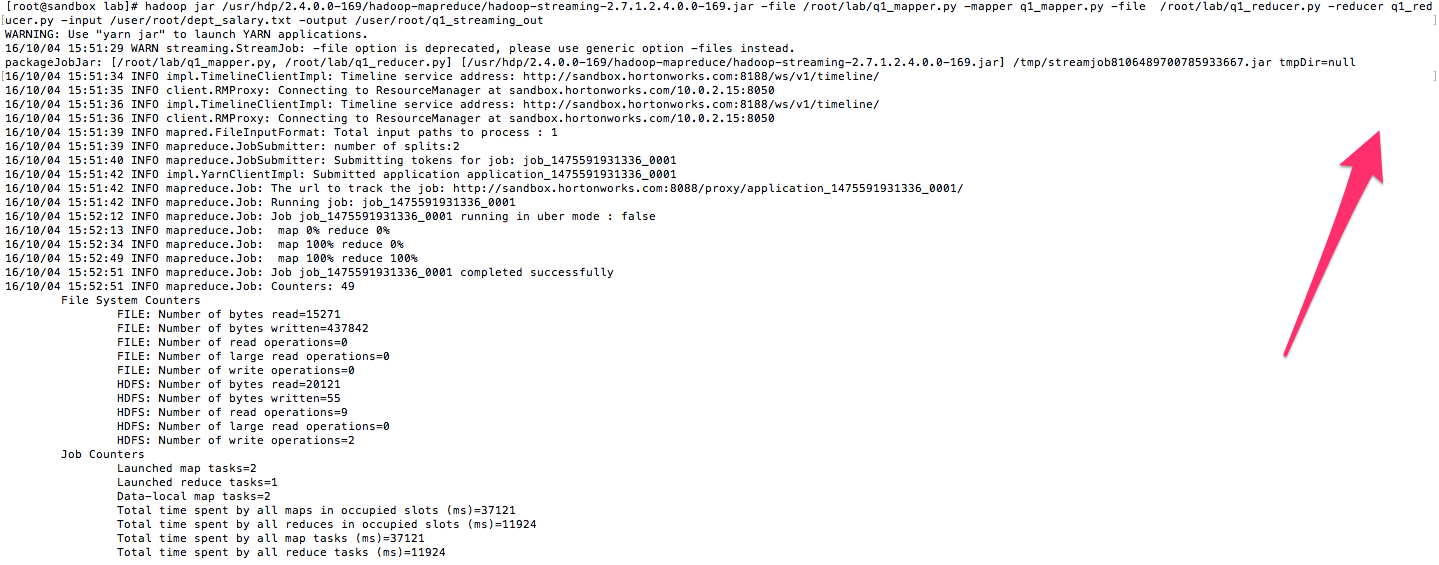 [root@sandbox lab]# hadoop jar /usr/hdp/2.4.0.0-169/hadoop-mapreduce/hadoop-streaming-2.7.1.2.4.0.0-169.jar -file /root/lab/q1_mapper.py -mapper q1_mapper.py -file  /root/lab/q1_reducer.py -reducer q1_red
ucer.py -input /user/root/dept_salary.txt -output /user/root/q1_streaming_out
WARNING: Use "yarn jar" to launch YARN applications.
16/10/04 15:51:29 WARN streaming.StreamJob: -file option is deprecated, please use generic option -files instead.
packageJobJar: [/root/lab/q1_mapper.py, /root/lab/q1_reducer.py] [/usr/hdp/2.4.0.0-169/hadoop-mapreduce/hadoop-streaming-2.7.1.2.4.0.0-169.jar] /tmp/streamjob8106489700785933667.jar tmpDir=null
16/10/04 15:51:34 INFO impl.TimelineClientImpl: Timeline service address: http://sandbox.hortonworks.com:8188/ws/v1/timeline/
16/10/04 15:51:35 INFO client.RMProxy: Connecting to ResourceManager at sandbox.hortonworks.com/10.0.2.15:8050
16/10/04 15:51:36 INFO impl.TimelineClientImpl: Timeline service address: http://sandbox.hortonworks.com:8188/ws/v1/timeline/
16/10/04 15:51:36 INFO client.RMProxy: Connecting to ResourceManager at sandbox.hortonworks.com/10.0.2.15:8050
16/10/04 15:51:39 INFO mapred.FileInputFormat: Total input paths to process : 1
16/10/04 15:51:39 INFO mapreduce.JobSubmitter: number of splits:2
16/10/04 15:51:40 INFO mapreduce.JobSubmitter: Submitting tokens for job: job_1475591931336_0001
16/10/04 15:51:42 INFO impl.YarnClientImpl: Submitted application application_1475591931336_0001
16/10/04 15:51:42 INFO mapreduce.Job: The url to track the job: http://sandbox.hortonworks.com:8088/proxy/application_1475591931336_0001/
16/10/04 15:51:42 INFO mapreduce.Job: Running job: job_1475591931336_0001
16/10/04 15:52:12 INFO mapreduce.Job: Job job_1475591931336_0001 running in uber mode : false
16/10/04 15:52:13 INFO mapreduce.Job:  map 0% reduce 0%
16/10/04 15:52:34 INFO mapreduce.Job:  map 100% reduce 0%
16/10/04 15:52:49 INFO mapreduce.Job:  map 100% reduce 100%
16/10/04 15:52:51 INFO mapreduce.Job: Job job_1475591931336_0001 completed successfully
16/10/04 15:52:51 INFO mapreduce.Job: Counters: 49
File System Counters
FILE: Number of bytes read=15271
FILE: Number of bytes written=437842
FILE: Number of read operations=0
FILE: Number of large read operations=0
FILE: Number of write operations=0
HDFS: Number of bytes read=20121
HDFS: Number of bytes written=55
HDFS: Number of read operations=9
HDFS: Number of large read operations=0
HDFS: Number of write operations=2
Job Counters
Launched map tasks=2
Launched reduce tasks=1
Data-local map tasks=2
Total time spent by all maps in occupied slots (ms)=37121
Total time spent by all reduces in occupied slots (ms)=11924
Total time spent by all map tasks (ms)=37121
Total time spent by all reduce tasks (ms)=11924